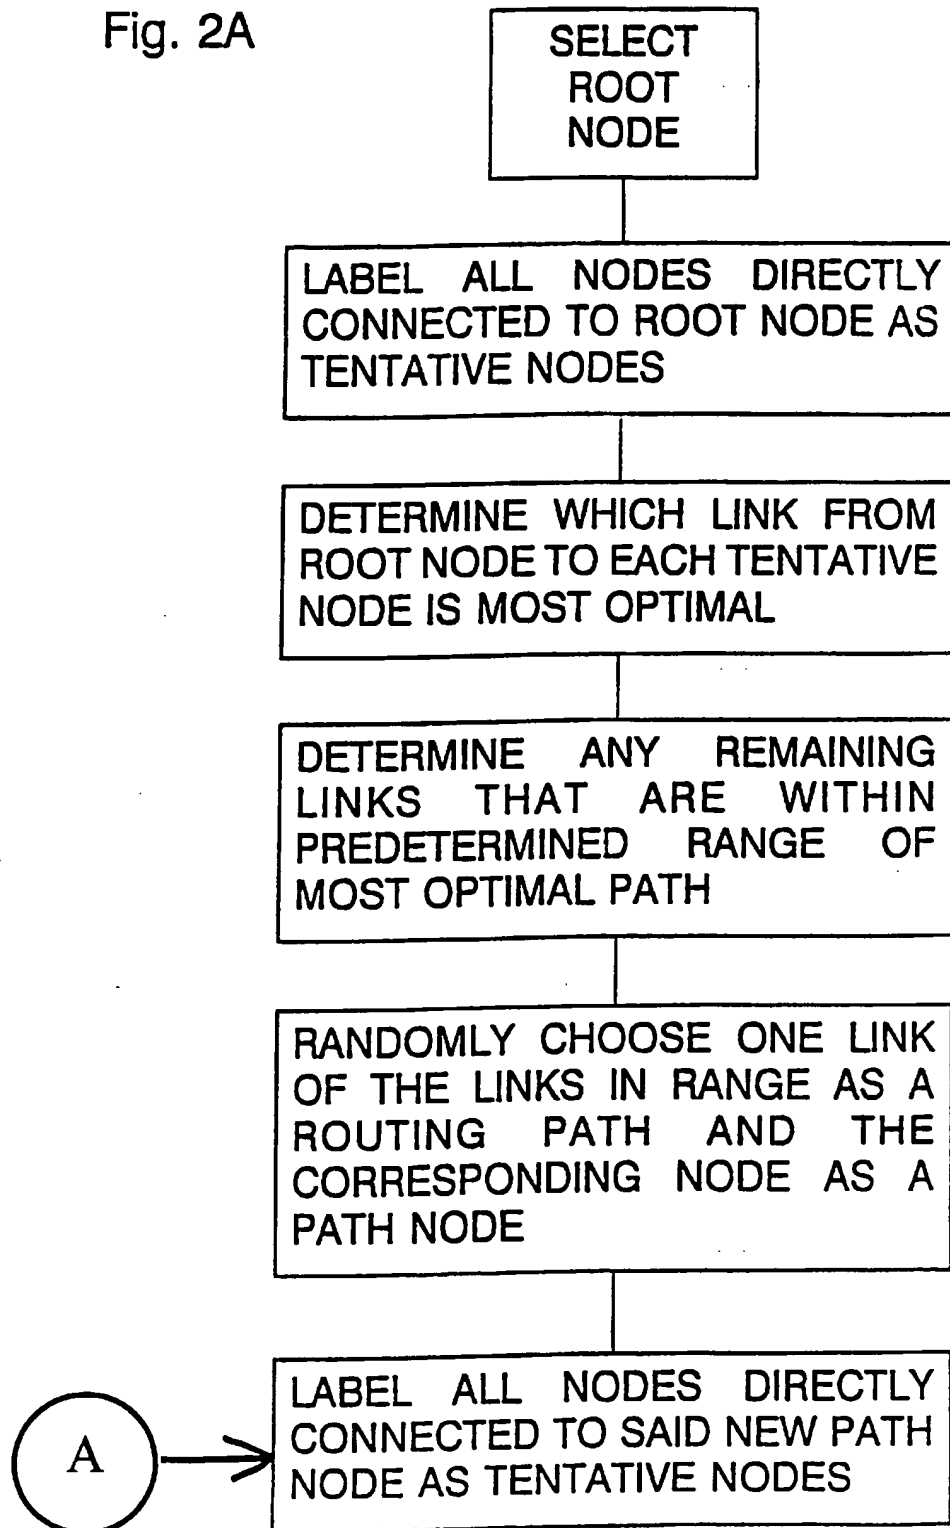 Fig. 2A
SELECT
ROOT
NODE
LABEL ALL NODES DIRECTLY
CONNECTED TO ROOT NODE AS
TENTATIVE NODES
DETERMINE WHICH LINK FROM
ROOT NODE TO EACH TENTATIVE
NODE IS MOST OPTIMAL
DETERMINE ANY REMAINING
LINKS THAT ARE WITHIN
PREDETERMINED RANGE OF
MOST OPTIMAL PATH
RANDOMLY CHOOSE ONE LINK
OF THE LINKS IN RANGE AS A
ROUTING PATH AND THE
CORRESPONDING NODE AS A
PATH NODE
LABEL ALL NODES DIRECTLY
CONNECTED TO SAID NEW PATH
NODE AS TENTATIVE NODES
A